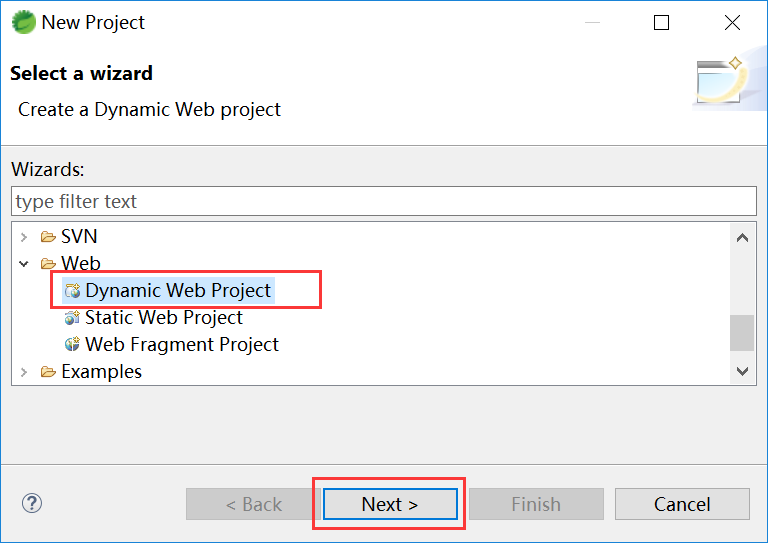 New Project
Select a wizard
Create a Dynamic Web project
Wizards:
type filter text
SVN
Web
Dynamic Web Project
Static Web Project
Web Fragment Project
Examples
? < Back Next > Finish Cancel